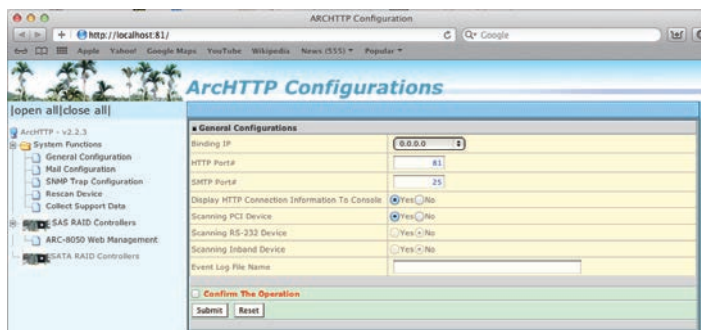 ARCHTTP Configuration
http://localhost:81/
Google
Apple Yahoo! Google Maps YouTube Wikipedia News (555) Popular
ArcHTTP Configurations
|open all|close all|
ArcHTTP - v2.2.3
System Functions
General Configuration
Mail Configuration
SNMP Trap Configuration
Rescan Device
Collect Support Data
SAS RAID Controllers
ARC-8050 Web Management
SATA RAID Controllers
General Configurations
Binding IP 0.0.0.0
HTTP Port# 81
SMTP Port# 25
Display HTTP Connection Information To Console Yes No
Scanning PCI Device Yes No
Scanning RS-232 Device Yes No
Scanning Inband Device Yes No
Event Log File Name
Confirm The Operation
Submit Reset